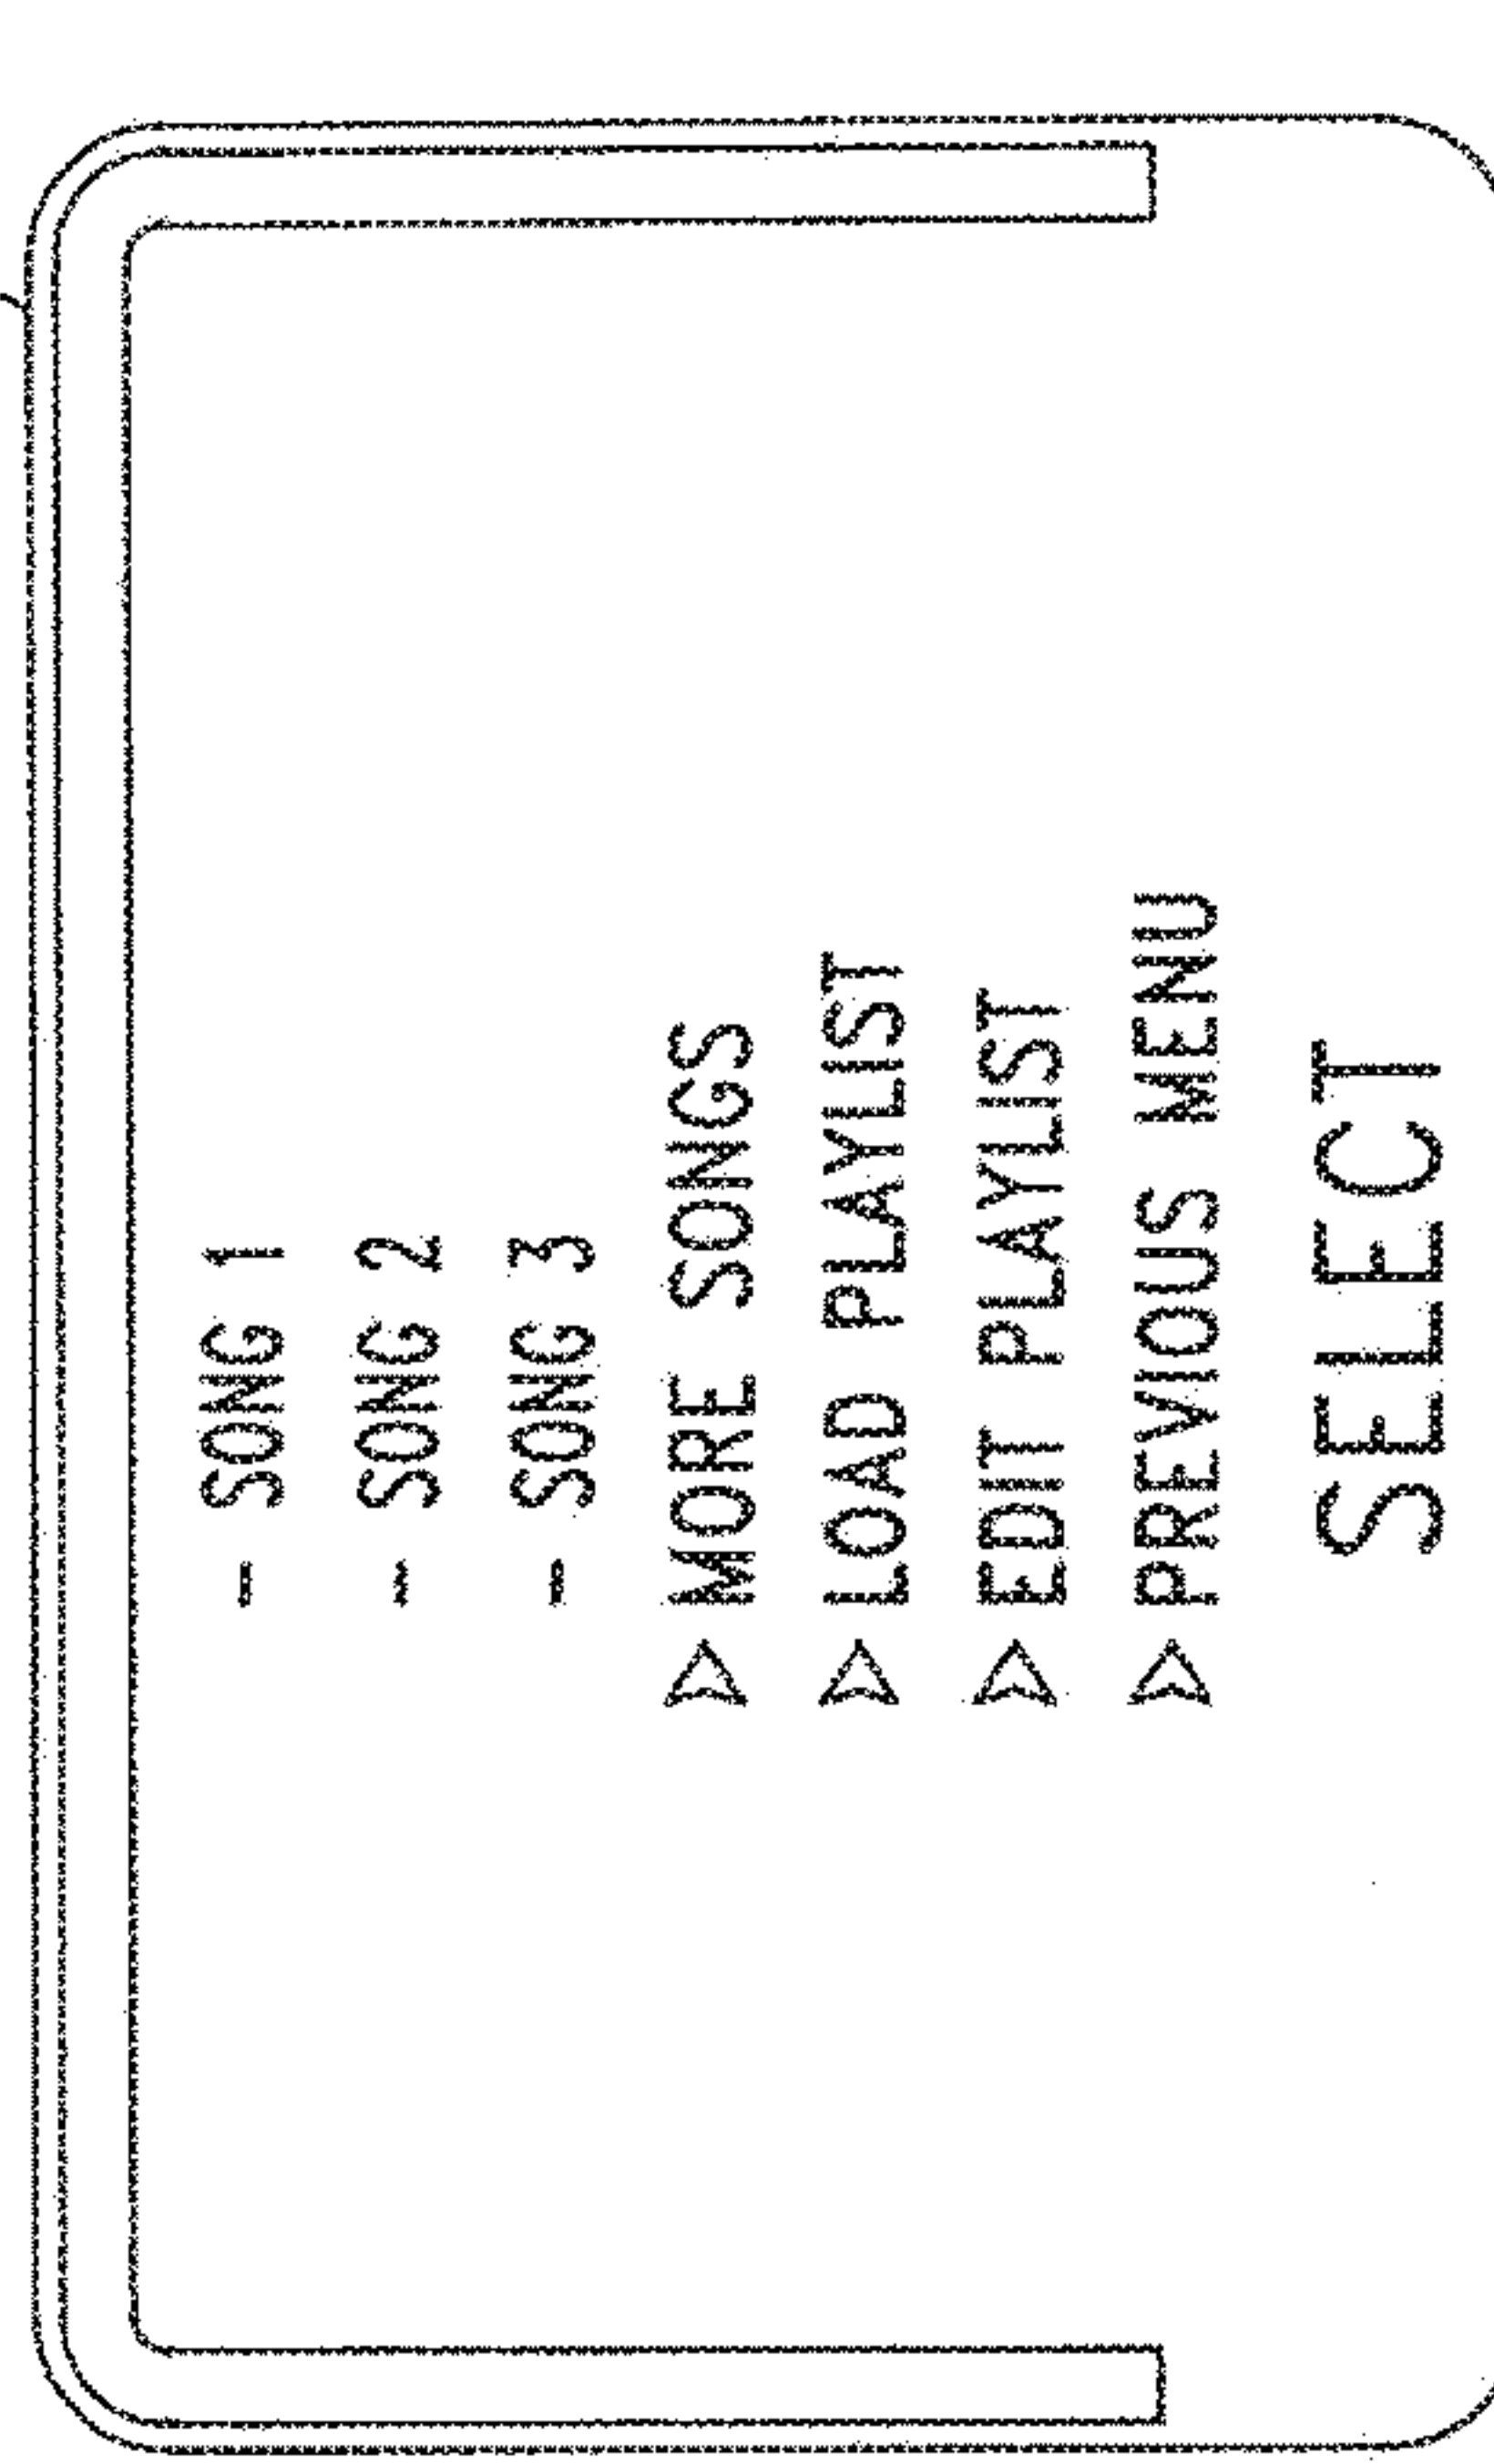 - SONG 1
- SONG 2
- SONG 3
➢ MORE SONGS
➢ LOAD PLAYLIST
➢ EDIT PLAYLIST
➢ PREVIOUS MENU
SELECT